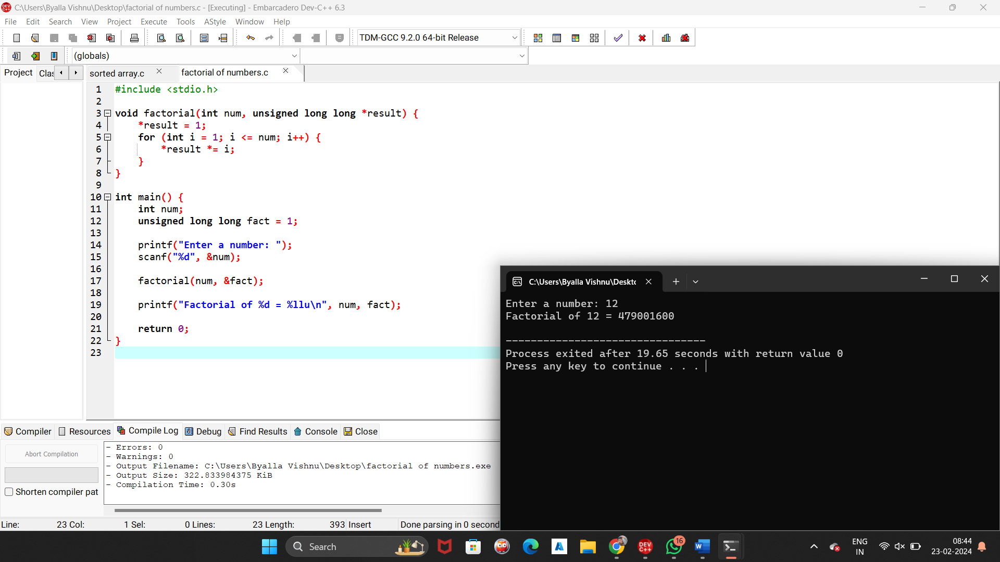 C:\Users\Byalla Vishnu\Desktop\factorial of numbers.c - [Executing] - Embarcadero Dev-C++ 6.3
File Edit Search View Project Execute Tools AStyle Window Help
TDM-GCC 9.2.0 64-bit Release
(globals)
Project Clas sorted array.c factorial of numbers.c
1 #include <stdio.h>
2
3 void factorial(int num, unsigned long long *result) {
4     *result = 1;
5     for (int i = 1; i <= num; i++) {
6         *result *= i;
7     }
8 }
9
10 int main() {
11     int num;
12     unsigned long long fact = 1;
13
14     printf("Enter a number: ");
15     scanf("%d", &num);
16
17     factorial(num, &fact);
18
19     printf("Factorial of %d = %llu\n", num, fact);
20
21     return 0;
22 }
23
C:\Users\Byalla Vishnu\Deskto
Enter a number: 12
Factorial of 12 = 479001600
--------------------------------
Process exited after 19.65 seconds with return value 0
Press any key to continue . . .
Compiler Resources Compile Log Debug Find Results Console Close
Abort Compilation
Shorten compiler pat
- Errors: 0
- Warnings: 0
- Output Filename: C:\Users\Byalla Vishnu\Desktop\factorial of numbers.exe
- Output Size: 322.833984375 KiB
- Compilation Time: 0.30s
Line: 23 Col: 1 Sel: 0 Lines: 23 Length: 393 Insert Done parsing in 0 second
Search
DEV C++
16
W
ENG
IN
08:44
23-02-2024